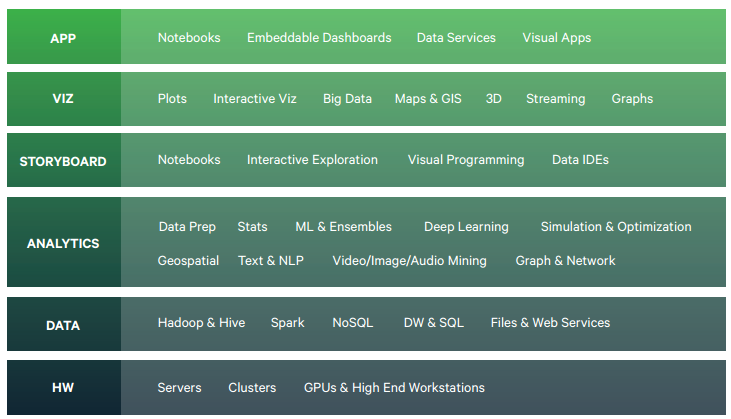 APP
Notebooks Embeddable Dashboards Data Services Visual Apps
VIZ
Plots Interactive Viz Big Data Maps & GIS 3D Streaming Graphs
STORYBOARD
Notebooks Interactive Exploration Visual Programming Data IDEs
ANALYTICS
Data Prep Stats ML & Ensembles Deep Learning Simulation & Optimization
Geospatial Text & NLP Video/Image/Audio Mining Graph & Network
DATA
Hadoop & Hive Spark NoSQL DW & SQL Files & Web Services
HW
Servers Clusters GPUs & High End Workstations